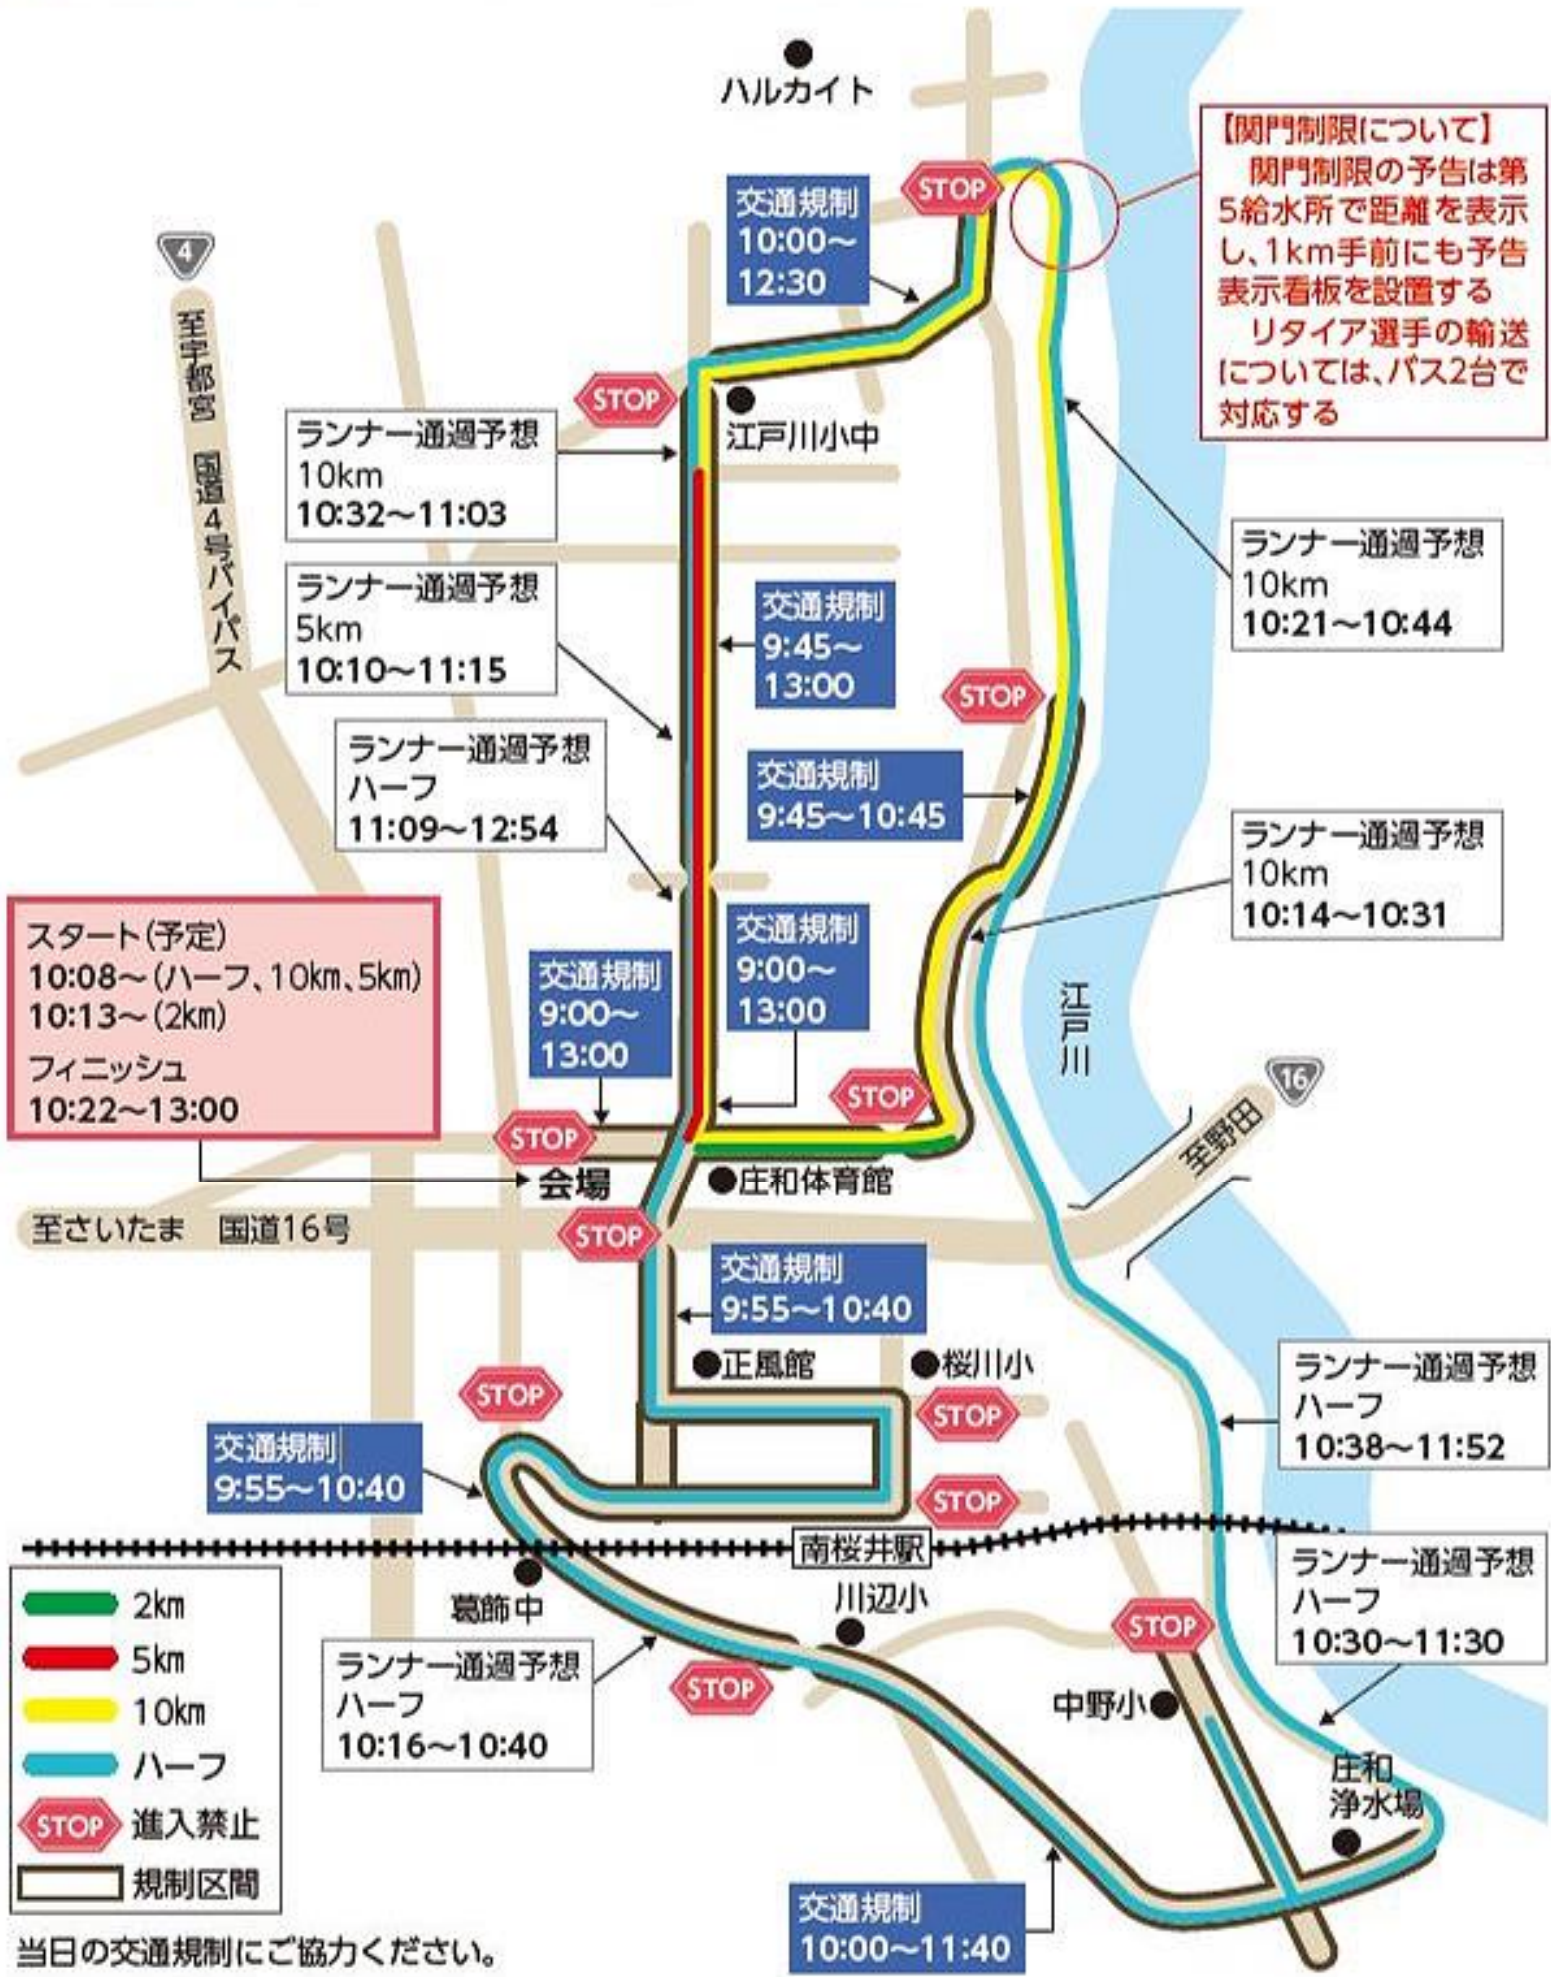 ハルカイト
STOP
【関門制限について】
関門制限の予告は第
5給水所で距離を表示
し、1km手前にも予告
表示看板を設置する
リタイア選手の輸送
については、バス2台で
対応する
交通規制
10:00〜
12:30
4
至宇都宮 国道4号バイパス
STOP
江戸川小中
ランナー通過予想
10km
10:32〜11:03
ランナー通過予想
10km
10:21〜10:44
ランナー通過予想
5km
10:10〜11:15
交通規制
9:45〜
13:00
STOP
ランナー通過予想
ハーフ
11:09〜12:54
交通規制
9:45〜10:45
ランナー通過予想
10km
10:14〜10:31
スタート(予定)
10:08〜(ハーフ、10km、5km)
10:13〜(2km)
フィニッシュ
10:22〜13:00
交通規制
9:00〜
13:00
交通規制
9:00〜
13:00
江戸川
16
至野田
STOP
STOP
会場
庄和体育館
至さいたま 国道16号
STOP
交通規制
9:55〜10:40
正風館
桜川小
STOP
STOP
STOP
ランナー通過予想
ハーフ
10:38〜11:52
交通規制
9:55〜10:40
南桜井駅
ランナー通過予想
ハーフ
10:30〜11:30
葛飾中
川辺小
STOP
STOP
中野小
ランナー通過予想
ハーフ
10:16〜10:40
庄和
浄水場
交通規制
10:00〜11:40
2km
5km
10km
ハーフ
STOP 進入禁止
規制区間
当日の交通規制にご協力ください。